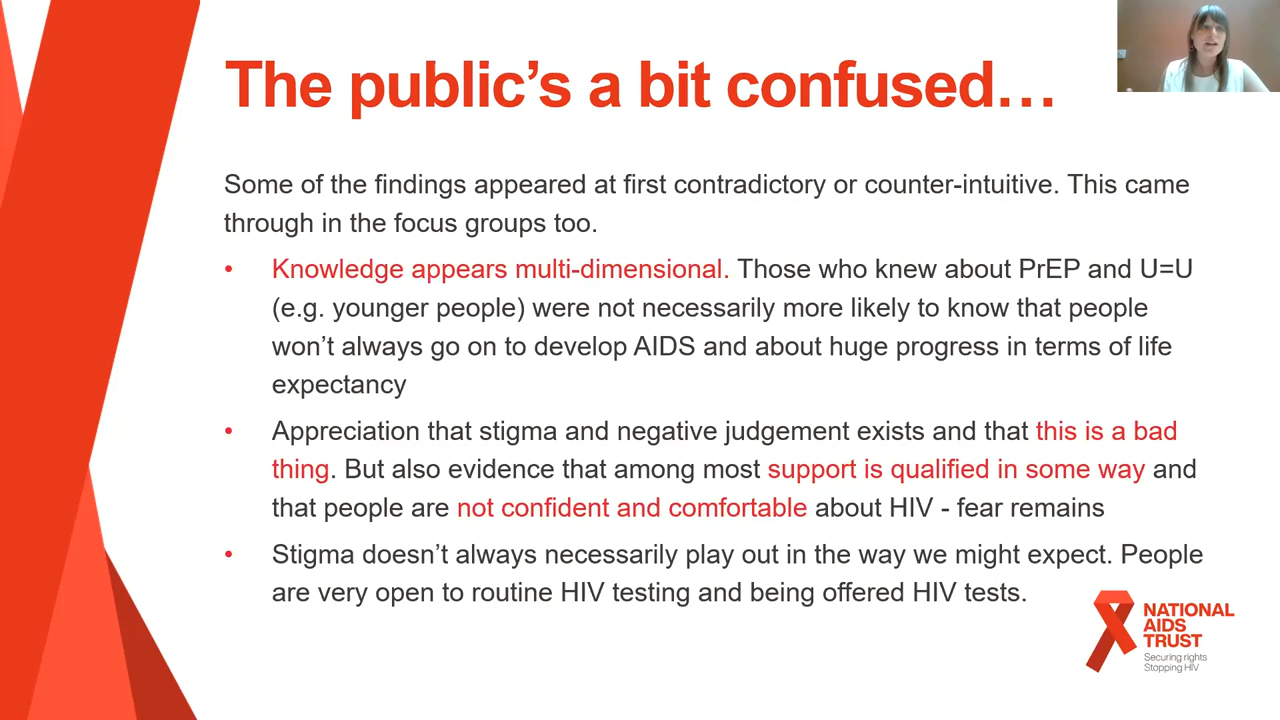 The public’s a bit confused…
Some of the findings appeared at first contradictory or counter-intuitive. This came
through in the focus groups too.
• Knowledge appears multi-dimensional. Those who knew about PrEP and U=U
(e.g. younger people) were not necessarily more likely to know that people
won’t always go on to develop AIDS and about huge progress in terms of life
expectancy
• Appreciation that stigma and negative judgement exists and that this is a bad
thing. But also evidence that among most support is qualified in some way and
that people are not confident and comfortable about HIV - fear remains
• Stigma doesn’t always necessarily play out in the way we might expect. People
are very open to routine HIV testing and being offered HIV tests.
NATIONAL
AIDS
TRUST
Securing rights
Stopping HIV